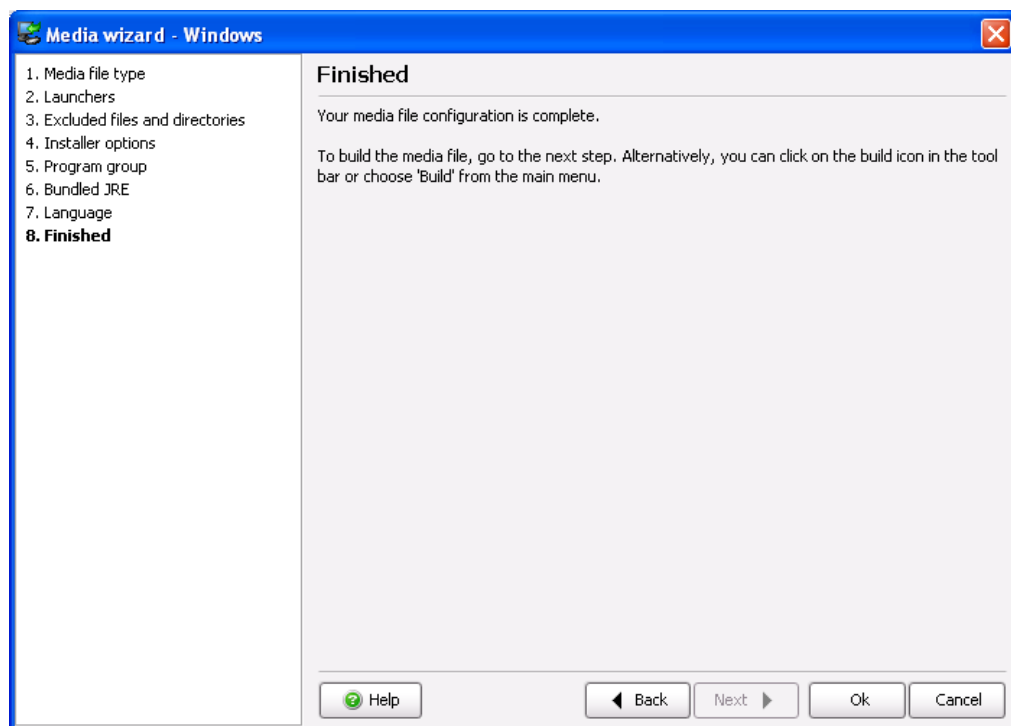 Media wizard - Windows
1. Media file type
2. Launchers
3. Excluded files and directories
4. Installer options
5. Program group
6. Bundled JRE
7. Language
8. Finished
Finished
Your media file configuration is complete.
To build the media file, go to the next step. Alternatively, you can click on the build icon in the tool
bar or choose 'Build' from the main menu.
Help
Back
Next
Ok
Cancel